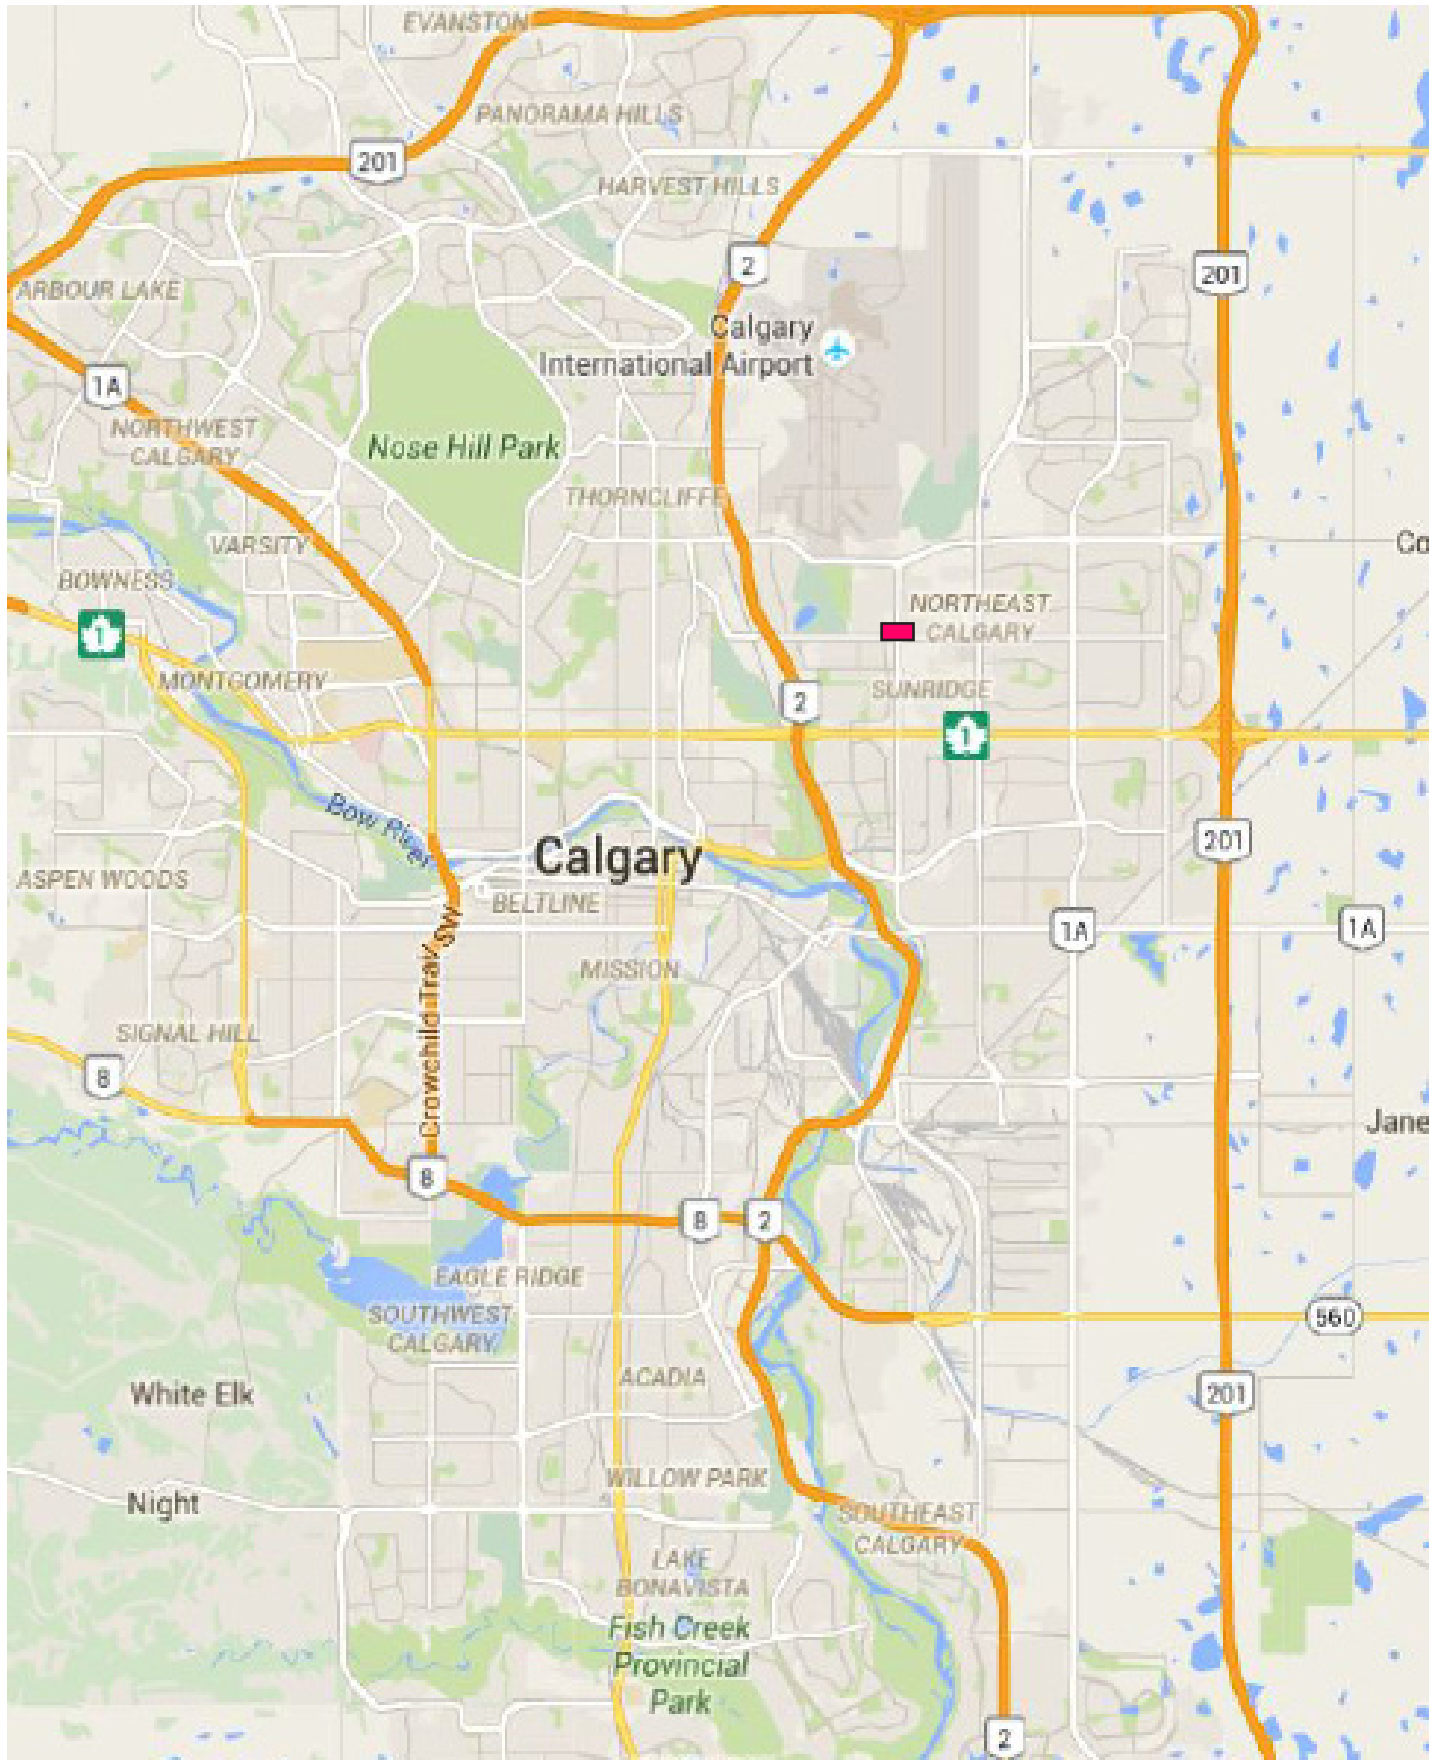 EVANSTON
PANORAMA HILLS
201
HARVEST HILLS
2
201
ARBOUR LAKE
Calgary
International Airport
1A
NORTHWEST
CALGARY
Nose Hill Park
THORNCLIFFE
VARSITY
Co
BOWNESS
NORTHEAST
CALGARY
1
MONTGOMERY
SUNRIDGE
2
1
Bow River
Calgary
201
ASPEN WOODS
BELTLINE
1A
1A
MISSION
Crowchild Trail SW
SIGNAL HILL
8
Jane
8
8
2
EAGLE RIDGE
SOUTHWEST
CALGARY
560
ACADIA
White Elk
201
WILLOW PARK
Night
SOUTHEAST
CALGARY
LAKE
BONAVISTA
Fish Creek
Provincial
Park
2